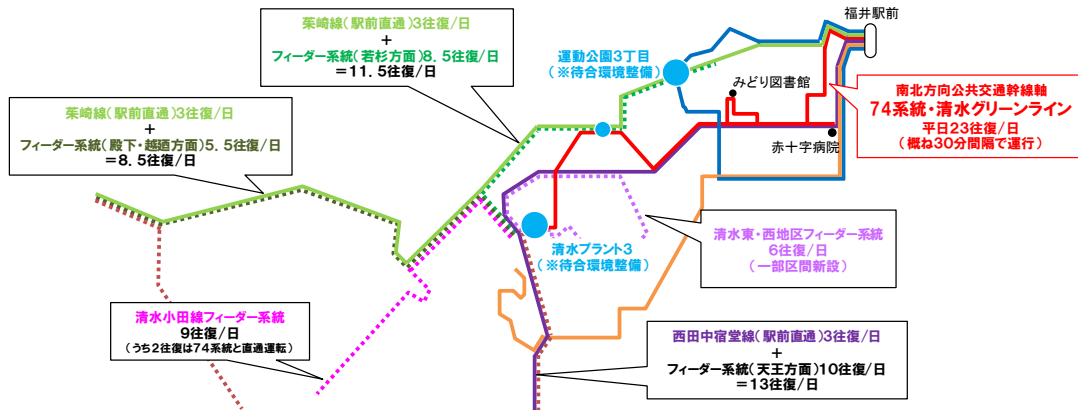 茱崎線(駅前直通)3往復/日
+
フィーダー系統(若杉方面)8.5往復/日
=11.5往復/日
福井駅前
運動公園3丁目
(※待合環境整備)
みどり図書館
南北方向公共交通幹線軸
74系統・清水グリーンライン
平日23往復/日
(概ね30分間隔で運行)
茱崎線(駅前直通)3往復/日
+
フィーダー系統(殿下・越廼方面)5.5往復/日
=8.5往復/日
赤十字病院
清水東・西地区フィーダー系統
6往復/日
(一部区間新設)
清水プラント3
(※待合環境整備)
清水小田線フィーダー系統
9往復/日
(うち2往復は74系統と直通運転)
西田中宿堂線(駅前直通)3往復/日
+
フィーダー系統(天王方面)10往復/日
=13往復/日